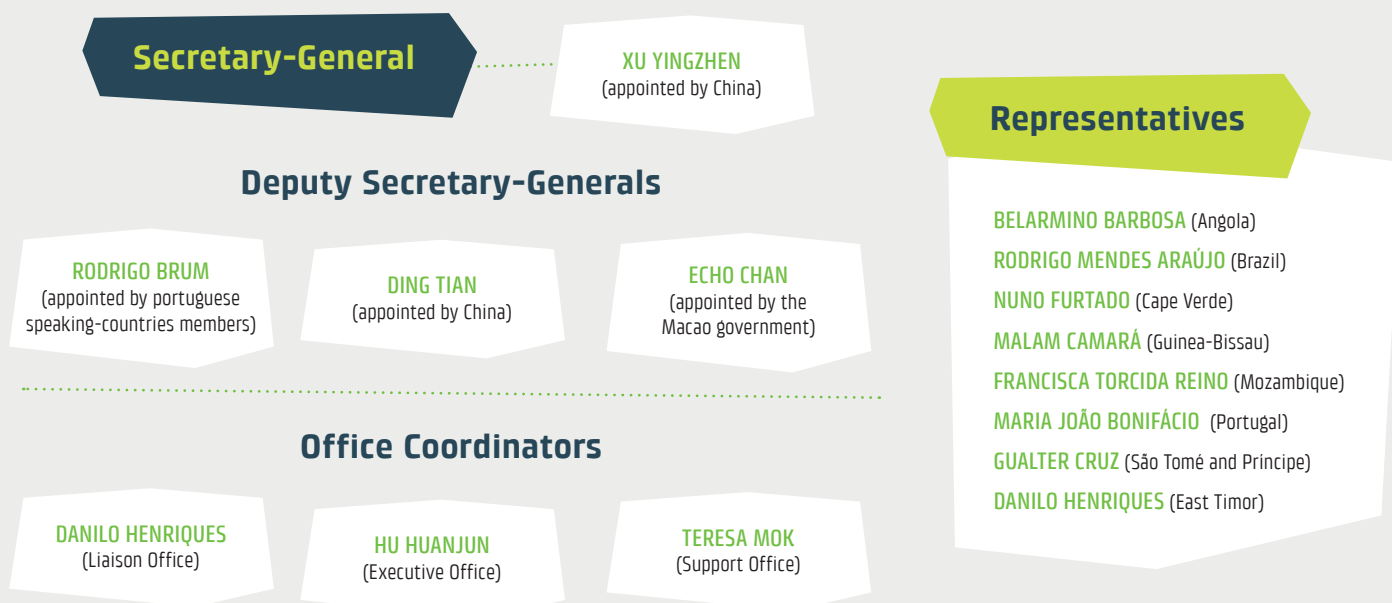 Secretary-General
XU YINGZHEN
(appointed by China)
Deputy Secretary-Generals
RODRIGO BRUM
(appointed by portuguese
speaking-countries members)
DING TIAN
(appointed by China)
ECHO CHAN
(appointed by the
Macao government)
Office Coordinators
DANILO HENRIQUES
(Liaison Office)
HU HUANJUN
(Executive Office)
TERESA MOK
(Support Office)
Representatives
BELARMINO BARBOSA (Angola)
RODRIGO MENDES ARAÚJO (Brazil)
NUNO FURTADO (Cape Verde)
MALAM CAMARÁ (Guinea-Bissau)
FRANCISCA TORCIDA REINO (Mozambique)
MARIA JOÃO BONIFÁCIO (Portugal)
GUALTER CRUZ (São Tomé and Príncipe)
DANILO HENRIQUES (East Timor)